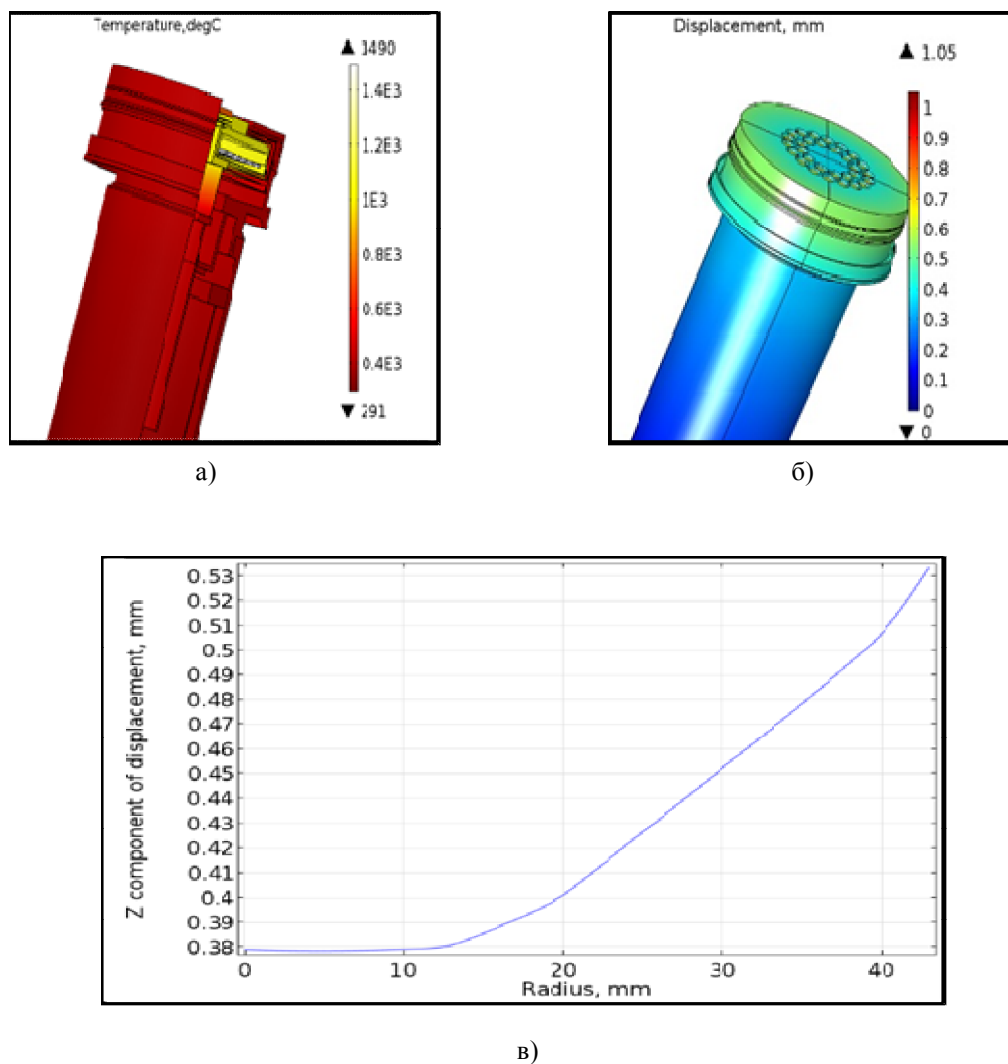 Temperature,degC
▲ 1490
1.4E3
1.2E3
1E3
0.8E3
0.6E3
0.4E3
▼ 291
а)
Displacement, mm
▲ 1.05
1
0.9
0.8
0.7
0.6
0.5
0.4
0.3
0.2
0.1
0
▼ 0
б)
Z component of displacement, mm
0.53
0.52
0.51
0.5
0.49
0.48
0.47
0.46
0.45
0.44
0.43
0.42
0.41
0.4
0.39
0.38
0 10 20 30 40
Radius, mm
в)